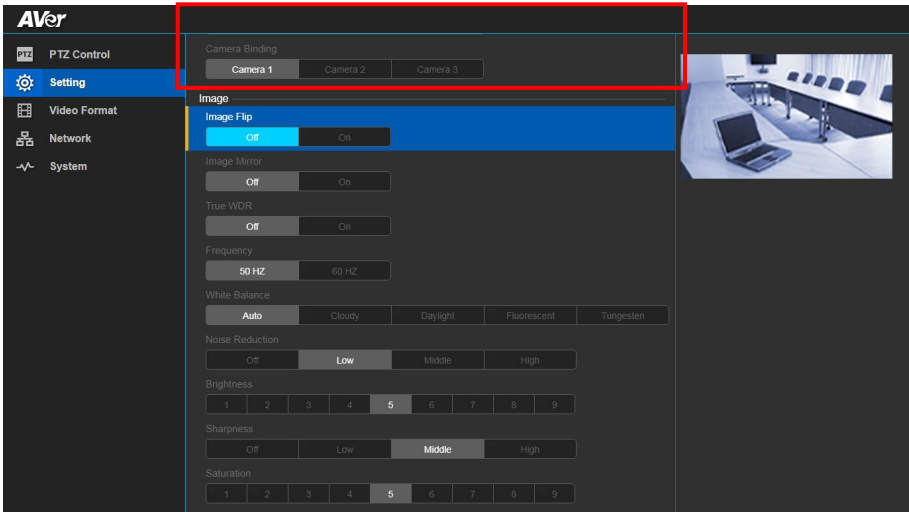 AVer
PTZ PTZ Control
Setting
Video Format
Network
System
Camera Binding
Camera 1 Camera 2 Camera 3
Image
Image Flip
Off On
Image Mirror
Off On
True WDR
Off On
Frequency
50 HZ 60 HZ
White Balance
Auto Cloudy Daylight Fluorescent Tungesten
Noise Reduction
Off Low Middle High
Brightness
1 2 3 4 5 6 7 8 9
Sharpness
Off Low Middle High
Saturation
1 2 3 4 5 6 7 8 9